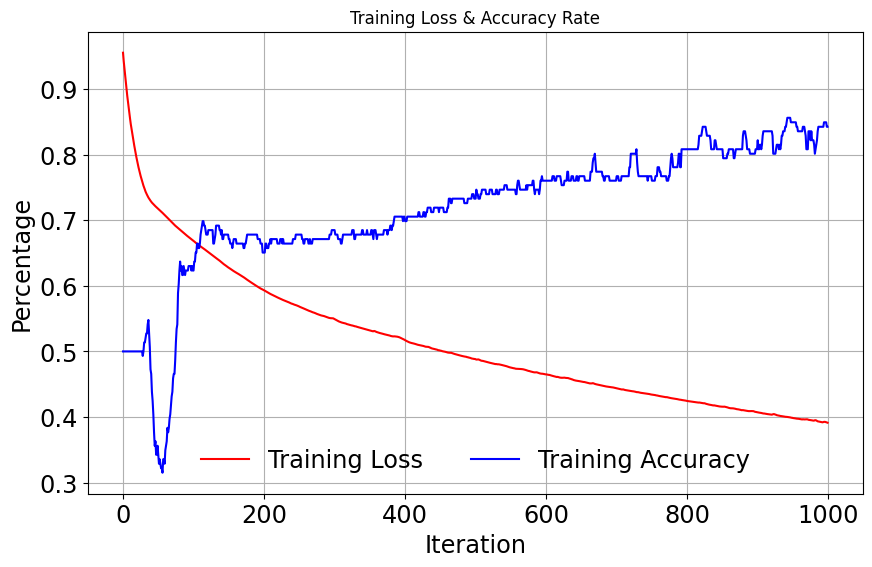 Training Loss & Accuracy Rate
Percentage
0.9
0.8
0.7
0.6
0.5
0.4
0.3
Training Loss Training Accuracy
0 200 400 600 800 1000
Iteration